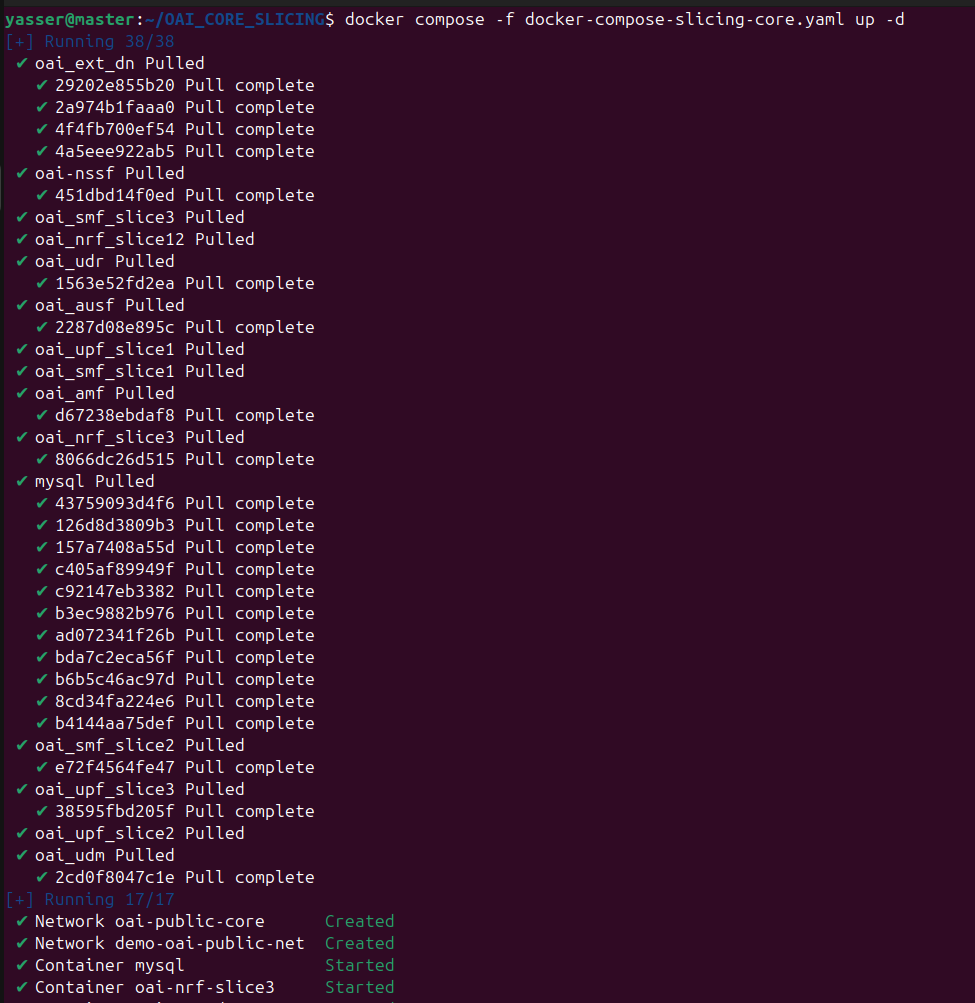 yasser@master:~/OAI_CORE_SLICING$ docker compose -f docker-compose-slicing-core.yaml up -d
[+] Running 38/38
✔ oai_ext_dn Pulled
✔ 29202e855b20 Pull complete
✔ 2a974b1faaa0 Pull complete
✔ 4f4fb700ef54 Pull complete
✔ 4a5eee922ab5 Pull complete
✔ oai-nssf Pulled
✔ 451dbd14f0ed Pull complete
✔ oai_smf_slice3 Pulled
✔ oai_nrf_slice12 Pulled
✔ oai_udr Pulled
✔ 1563e52fd2ea Pull complete
✔ oai_ausf Pulled
✔ 2287d08e895c Pull complete
✔ oai_upf_slice1 Pulled
✔ oai_smf_slice1 Pulled
✔ oai_amf Pulled
✔ d67238ebdaf8 Pull complete
✔ oai_nrf_slice3 Pulled
✔ 8066dc26d515 Pull complete
✔ mysql Pulled
✔ 43759093d4f6 Pull complete
✔ 126d8d3809b3 Pull complete
✔ 157a7408a55d Pull complete
✔ c405af89949f Pull complete
✔ c92147eb3382 Pull complete
✔ b3ec9882b976 Pull complete
✔ ad072341f26b Pull complete
✔ bda7c2eca56f Pull complete
✔ b6b5c46ac97d Pull complete
✔ 8cd34fa224e6 Pull complete
✔ b4144aa75def Pull complete
✔ oai_smf_slice2 Pulled
✔ e72f4564fe47 Pull complete
✔ oai_upf_slice3 Pulled
✔ 38595fbd205f Pull complete
✔ oai_upf_slice2 Pulled
✔ oai_udm Pulled
✔ 2cd0f8047c1e Pull complete
[+] Running 17/17
✔ Network oai-public-core Created
✔ Network demo-oai-public-net Created
✔ Container mysql Started
✔ Container oai-nrf-slice3 Started